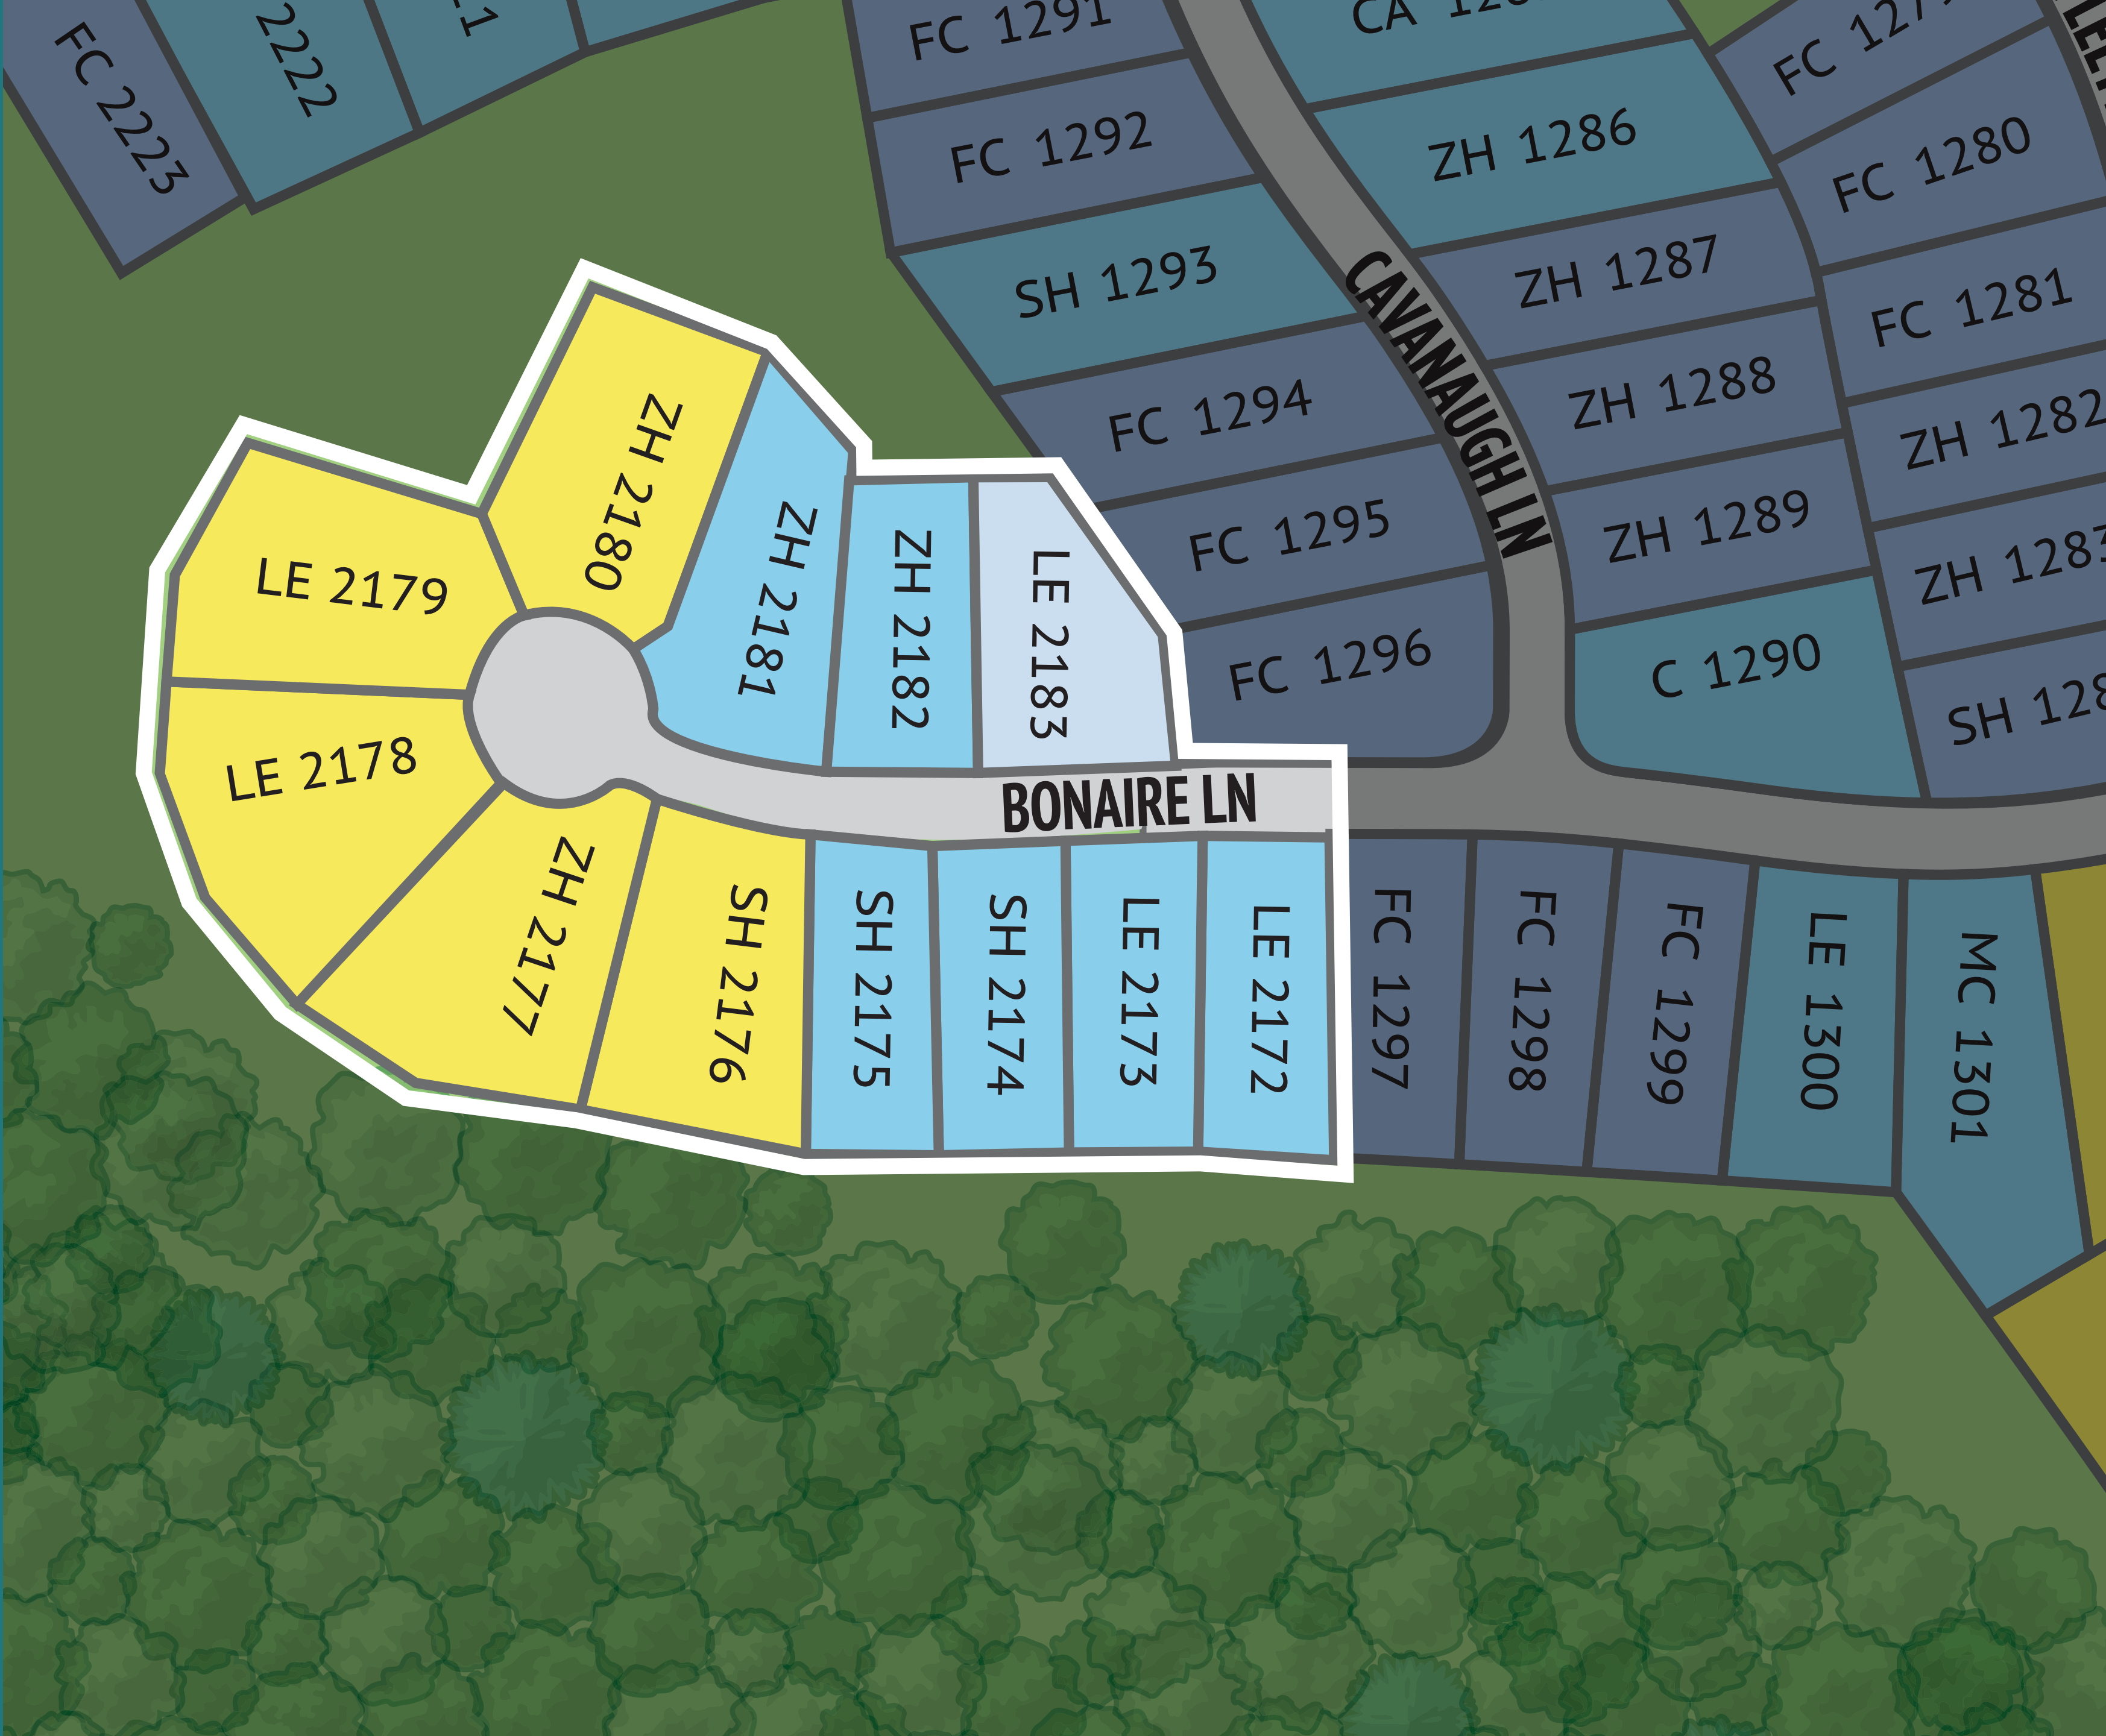 FC 2223
2222
FC 1291
FC 1292
SH 1293
FC 1294
FC 1295
FC 1296
CAVANAUGH LN
ZH 1286
ZH 1287
ZH 1288
ZH 1289
C 1290
FC 1280
FC 1281
ZH 1282
ZH 1283
LE 2179
LE 2178
ZH 2180
ZH 2181
ZH 2182
LE 2183
BONAIRE LN
ZH 2177
SH 2176
SH 2175
SH 2174
LE 2173
LE 2172
FC 1297
FC 1298
FC 1299
LE 1300
MC 1301